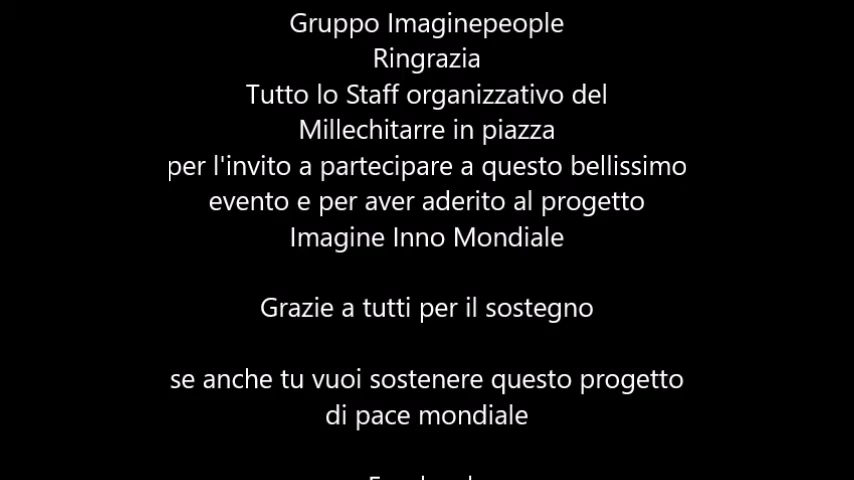 Gruppo Imaginepeople
Ringrazia
Tutto lo Staff organizzativo del
Millechitarre in piazza
per l'invito a partecipare a questo bellissimo
evento e per aver aderito al progetto
Imagine Inno Mondiale
Grazie a tutti per il sostegno
se anche tu vuoi sostenere questo progetto
di pace mondiale